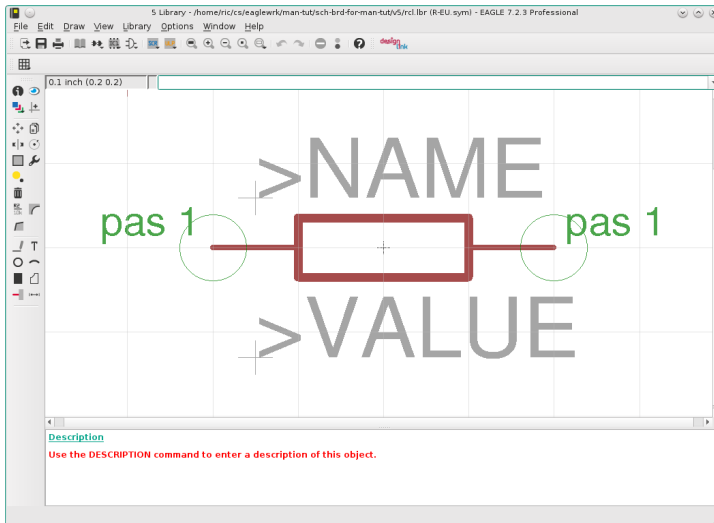 5 Library - /home/ric/cs/eaglewrk/man-tut/sch-brd-for-man-tut/v5/rcl.lbr (R-EU.sym) - EAGLE 7.2.3 Professional
File Edit Draw View Library Options Window Help
design
link
0.1 inch (0.2 0.2)
>NAME
pas 1 pas 1
>VALUE
Description
Use the DESCRIPTION command to enter a description of this object.